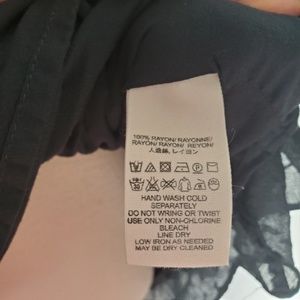 100% RAYON/ RAYONNE/
RAYON/ RAYON/ REYON/
人造絲, レイヨン
HAND WASH COLD
SEPARATELY
DO NOT WRING OR TWIST
USE ONLY NON-CHLORINE
BLEACH
LINE DRY
LOW IRON AS NEEDED
MAY BE DRY CLEANED